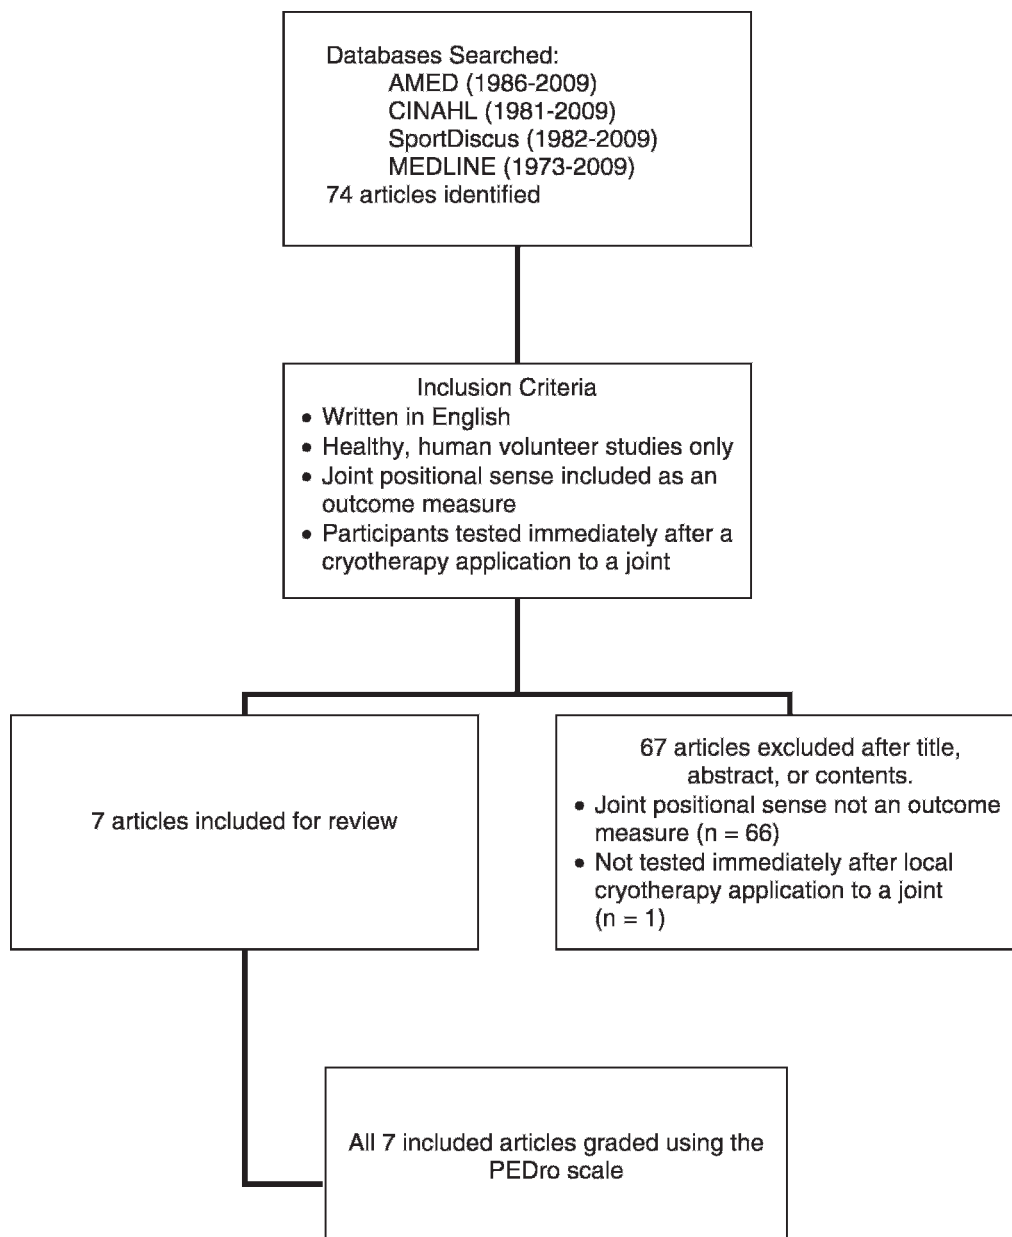 Databases Searched:
AMED (1986-2009)
CINAHL (1981-2009)
SportDiscus (1982-2009)
MEDLINE (1973-2009)
74 articles identified
Inclusion Criteria
• Written in English
• Healthy, human volunteer studies only
• Joint positional sense included as an
outcome measure
• Participants tested immediately after a
cryotherapy application to a joint
7 articles included for review
67 articles excluded after title,
abstract, or contents.
• Joint positional sense not an outcome
measure (n = 66)
• Not tested immediately after local
cryotherapy application to a joint
(n = 1)
All 7 included articles graded using the
PEDro scale